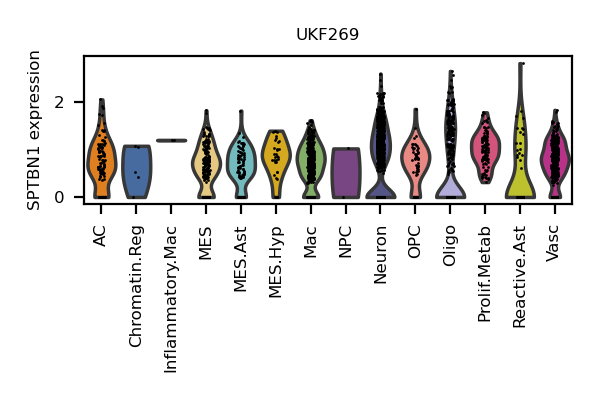 UKF269
SPTBN1 expression
2
0
AC
Chromatin.Reg
Inflammatory.Mac
MES
MES.Ast
MES.Hyp
Mac
NPC
Neuron
OPC
Oligo
Prolif.Metab
Reactive.Ast
Vasc